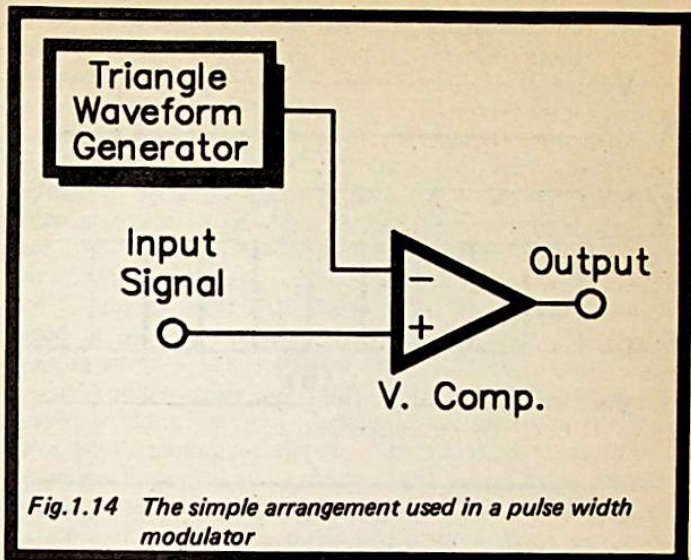 Triangle
Waveform
Generator
Input
Signal
−
+
Output
V. Comp.
Fig.1.14 The simple arrangement used in a pulse width
modulator